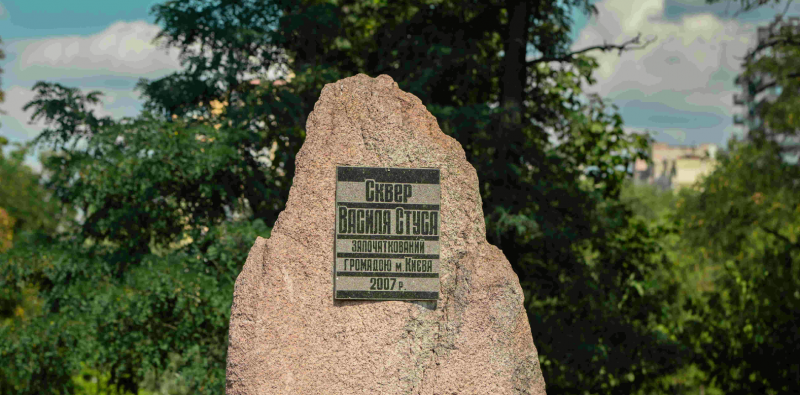 Сквер
Василя Стуса
започаткований
громадою м. Києва
2007 р.